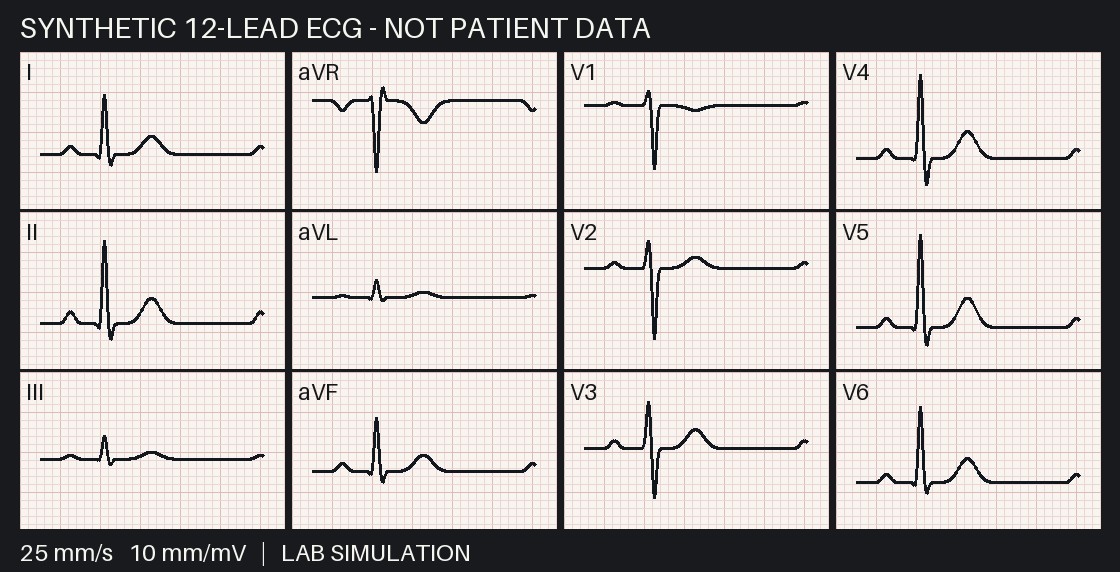 SYNTHETIC 12-LEAD ECG - NOT PATIENT DATA
I aVR V1 V4
II aVL V2 V5
III aVF V3 V6
25 mm/s 10 mm/mV | LAB SIMULATION